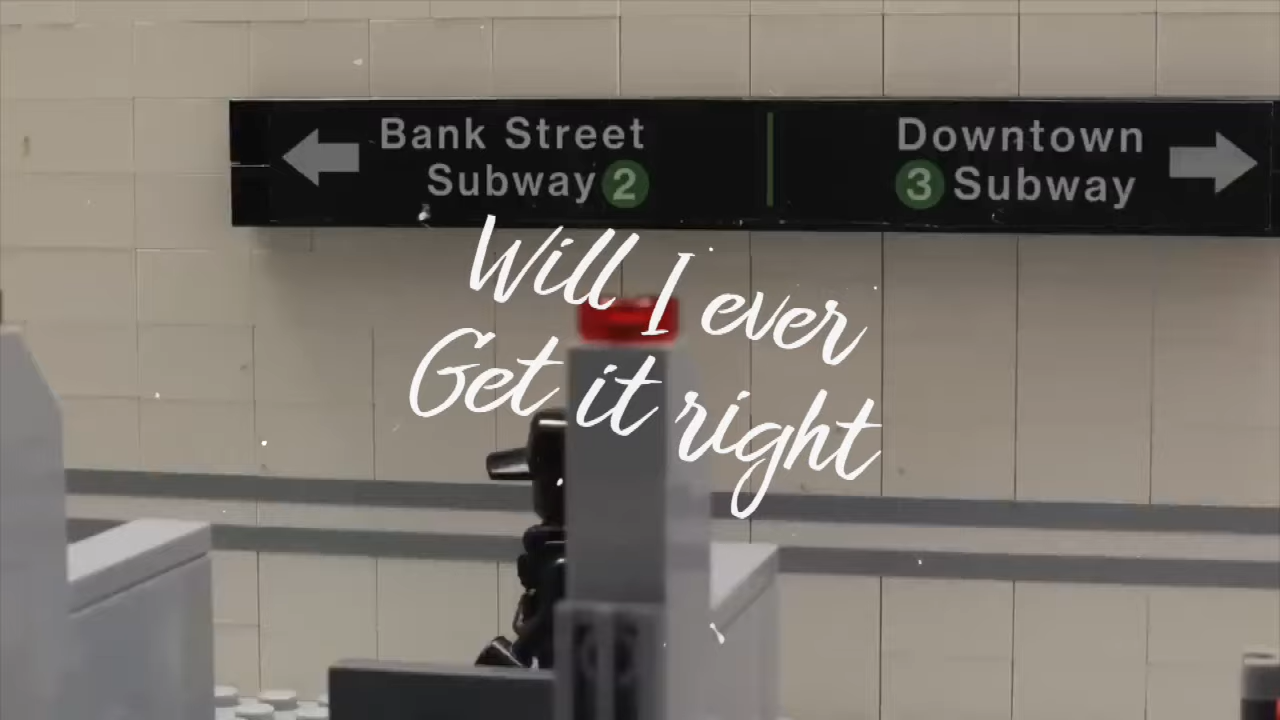 Bank Street
Subway 2
Downtown
3 Subway
Will I ever
Get it right